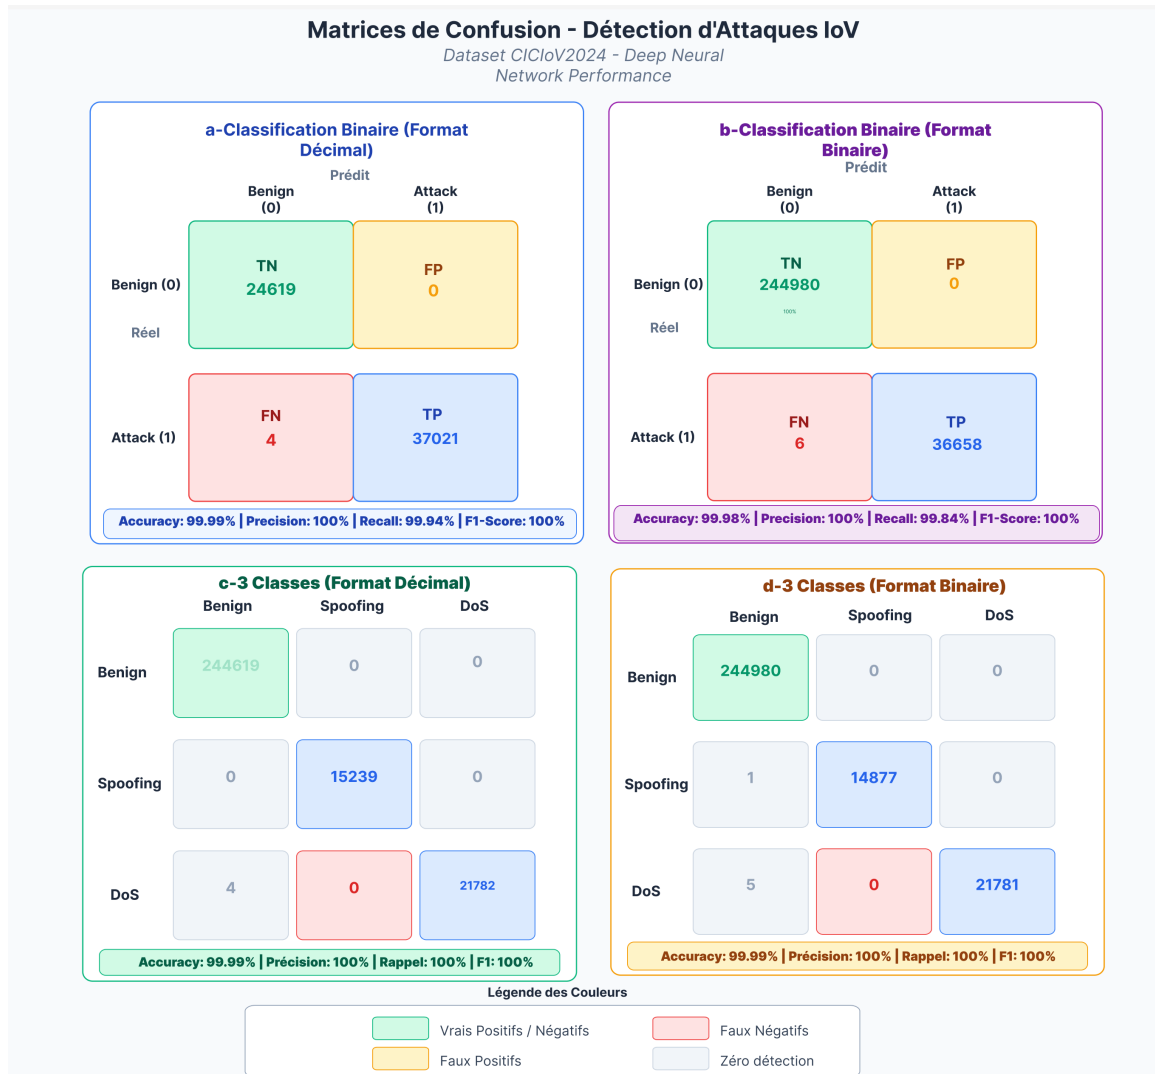 Matrices de Confusion - Détection d'Attaques IoV
Dataset CICIoV2024 - Deep Neural
Network Performance
a-Classification Binaire (Format
Décimal)
Prédit
Benign
(0)
Attack
(1)
Benign (0)
TN
24619
FP
0
Réel
Attack (1)
FN
4
TP
37021
Accuracy: 99.99% | Precision: 100% | Recall: 99.94% | F1-Score: 100%
b-Classification Binaire (Format
Binaire)
Prédit
Benign
(0)
Attack
(1)
Benign (0)
TN
244980
100%
FP
0
Réel
Attack (1)
FN
6
TP
36658
Accuracy: 99.98% | Precision: 100% | Recall: 99.84% | F1-Score: 100%
c-3 Classes (Format Décimal)
Benign Spoofing DoS
Benign 244619 0 0
Spoofing 0 15239 0
DoS 4 0 21782
Accuracy: 99.99% | Précision: 100% | Rappel: 100% | F1: 100%
d-3 Classes (Format Binaire)
Benign Spoofing DoS
Benign 244980 0 0
Spoofing 1 14877 0
DoS 5 0 21781
Accuracy: 99.99% | Précision: 100% | Rappel: 100% | F1: 100%
Légende des Couleurs
Vrais Positifs / Négatifs
Faux Négatifs
Faux Positifs
Zéro détection